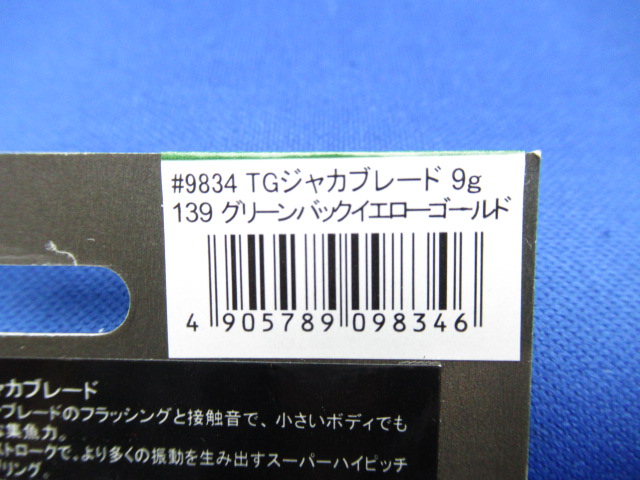 #9834 TGジャカブレード 9g
139 グリーンバックイエローゴールド
4 905789 098346
カブレード
ブレードのフラッシングと接触音で、小さいボディでも
集魚力。
ストロークで、より多くの振動を生み出すスーパーハイピッチ
リング。